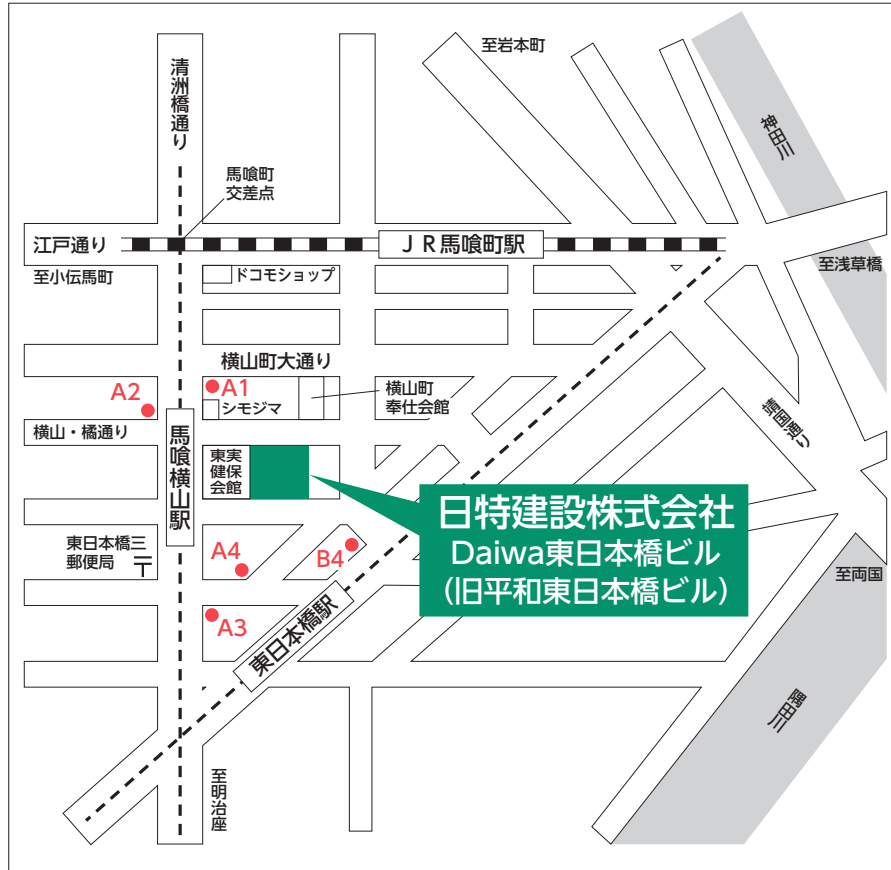 至岩本町
清洲橋通り
神田川
馬喰町
交差点
江戸通り
JR馬喰町駅
至小伝馬町
ドコモショップ
至浅草橋
横山町大通り
A2
A1
シモジマ
横山町
奉仕会館
靖国通り
横山・橘通り
馬喰横山駅
東実
健保
会館
日特建設株式会社
Daiwa東日本橋ビル
(旧平和東日本橋ビル)
東日本橋三
郵便局
〒
A4
B4
至両国
A3
東日本橋駅
隅田川
至明治座